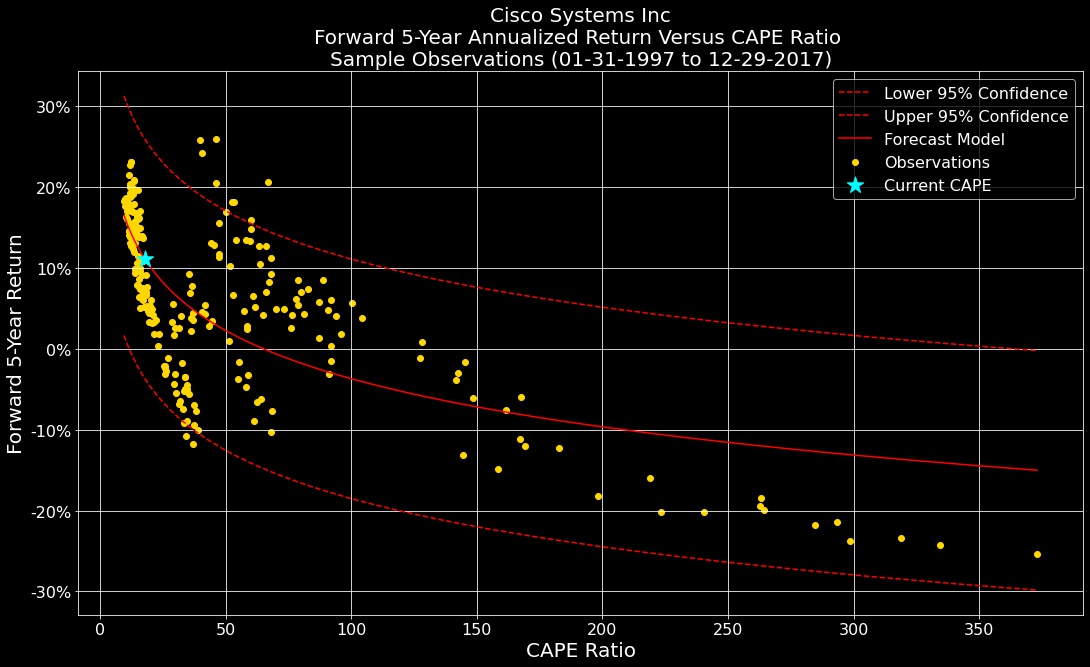 Cisco Systems Inc
Forward 5-Year Annualized Return Versus CAPE Ratio
Sample Observations (01-31-1997 to 12-29-2017)
Lower 95% Confidence
Upper 95% Confidence
Forecast Model
Observations
Current CAPE
Forward 5-Year Return
30%
20%
10%
0%
-10%
-20%
-30%
0 50 100 150 200 250 300 350
CAPE Ratio